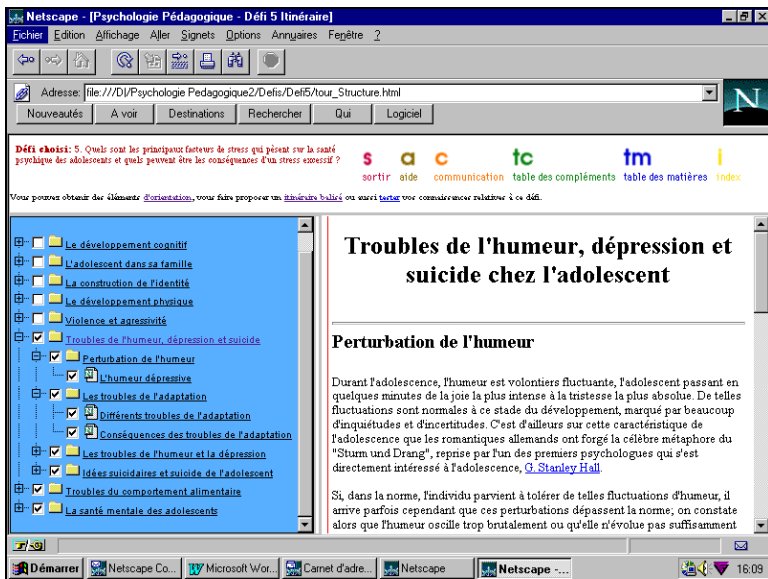 Netscape - [Psychologie Pédagogique - Défi 5 Itinéraire]
Fichier Edition Affichage Aller Signets Options Annuaires Fenêtre ?
Adresse: file:///D|/Psychologie Pedagogique2/Defis/Defi5/tour_Structure.html
N
Nouveautés A voir Destinations Rechercher Qui Logiciel
Défi choisi: 5. Quels sont les principaux facteurs de stress qui pèsent sur la santé
psychique des adolescents et quels peuvent être les conséquences d'un stress excessif ?
s a c tc tm i
sortir aide communication table des compléments table des matières index
Vous pouvez obtenir des éléments d'orientation, vous faire proposer un itinéraire balisé ou aussi tester vos connaissances relatives à ce défi.
Le développement cognitif
L'adolescent dans sa famille
La construction de l'identité
Le développement physique
Violence et agressivité
Troubles de l'humeur, dépression et suicide
Perturbation de l'humeur
L'humeur dépressive
Les troubles de l'adaptation
Différents troubles de l'adaptation
Conséquences des troubles de l'adaptation
Les troubles de l'humeur et la dépression
Idées suicidaires et suicide de l'adolescent
Troubles du comportement alimentaire
La santé mentale des adolescents
Troubles de l'humeur, dépression et
suicide chez l'adolescent
Perturbation de l'humeur
Durant l'adolescence, l'humeur est volontiers fluctuante, l'adolescent passant en
quelques minutes de la joie la plus intense à la tristesse la plus absolue. De telles
fluctuations sont normales à ce stade du développement, marqué par beaucoup
d'inquiétudes et d'incertitudes. C'est d'ailleurs sur cette caractéristique de
l'adolescence que les romantiques allemands ont forgé la célèbre métaphore du
"Sturm und Drang", reprise par l'un des premiers psychologues qui s'est
directement intéressé à l'adolescence, G. Stanley Hall.
Si, dans la norme, l'individu parvient à tolérer de telles fluctuations d'humeur, il
arrive parfois cependant que ces perturbations dépassent la norme; on constate
alors que l'humeur oscille trop brutalement ou qu'elle n'évolue pas suffisamment
Démarrer Netscape Co... Microsoft Wor... Carnet d'adre... Netscape Netscape -... 16:09